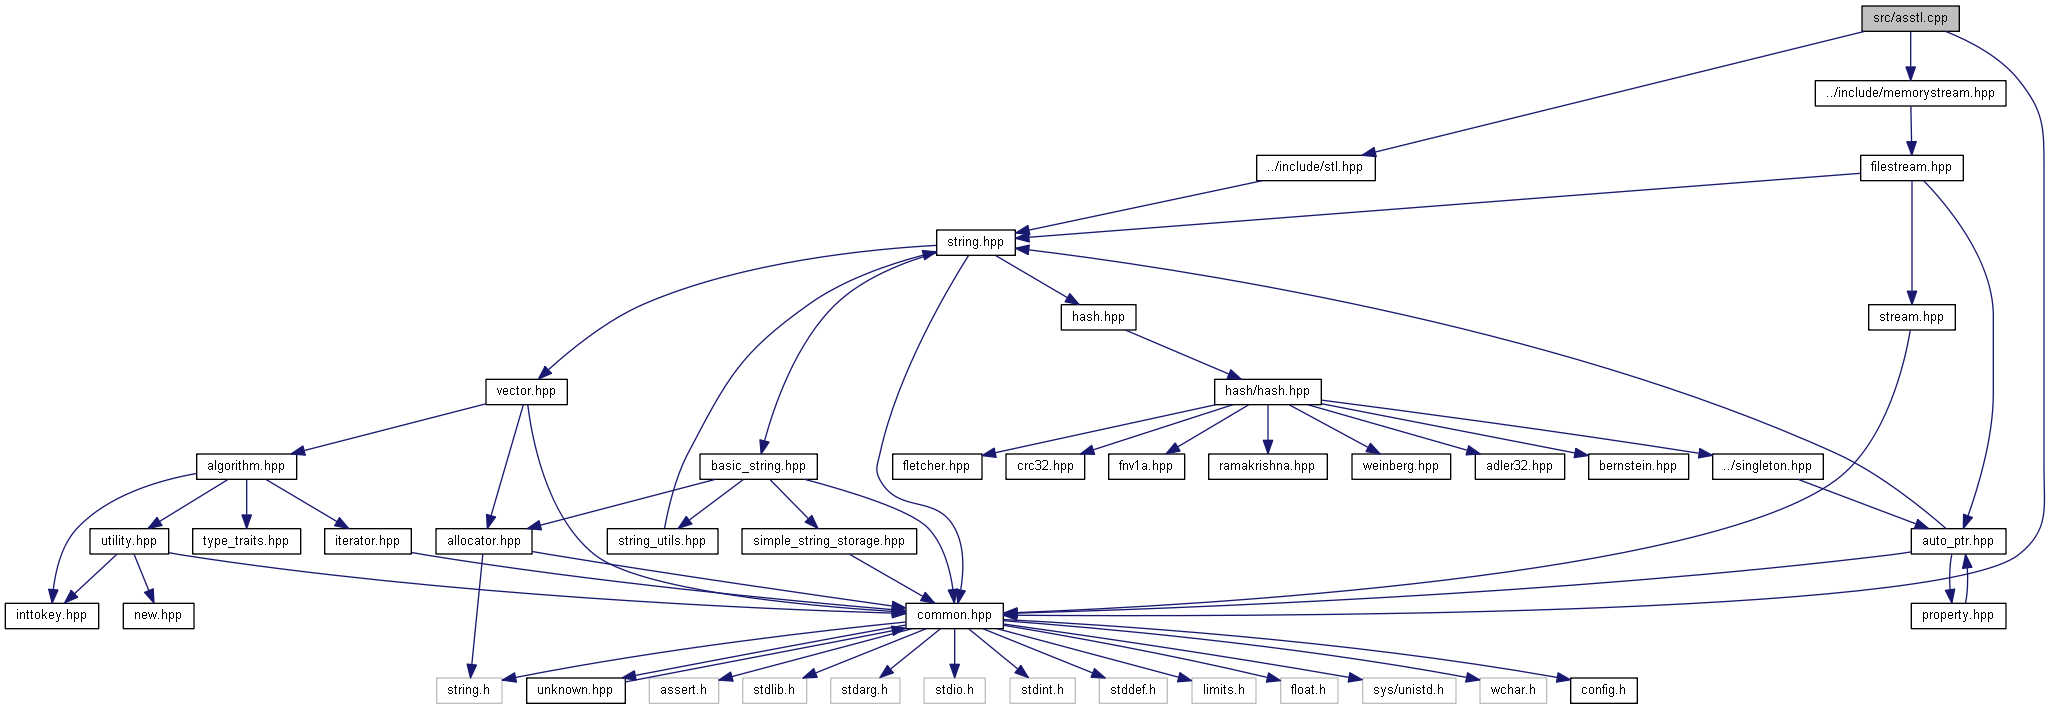 src/asstl.cpp
../include/memorystream.hpp
../include/stl.hpp
filestream.hpp
string.hpp
hash.hpp
stream.hpp
vector.hpp
hash/hash.hpp
algorithm.hpp
basic_string.hpp
fletcher.hpp
crc32.hpp
fnv1a.hpp
ramakrishna.hpp
weinberg.hpp
adler32.hpp
bernstein.hpp
../singleton.hpp
utility.hpp
type_traits.hpp
iterator.hpp
allocator.hpp
string_utils.hpp
simple_string_storage.hpp
auto_ptr.hpp
inttokey.hpp
new.hpp
common.hpp
property.hpp
string.h
unknown.hpp
assert.h
stdlib.h
stdarg.h
stdio.h
stdint.h
stddef.h
limits.h
float.h
sys/unistd.h
wchar.h
config.h